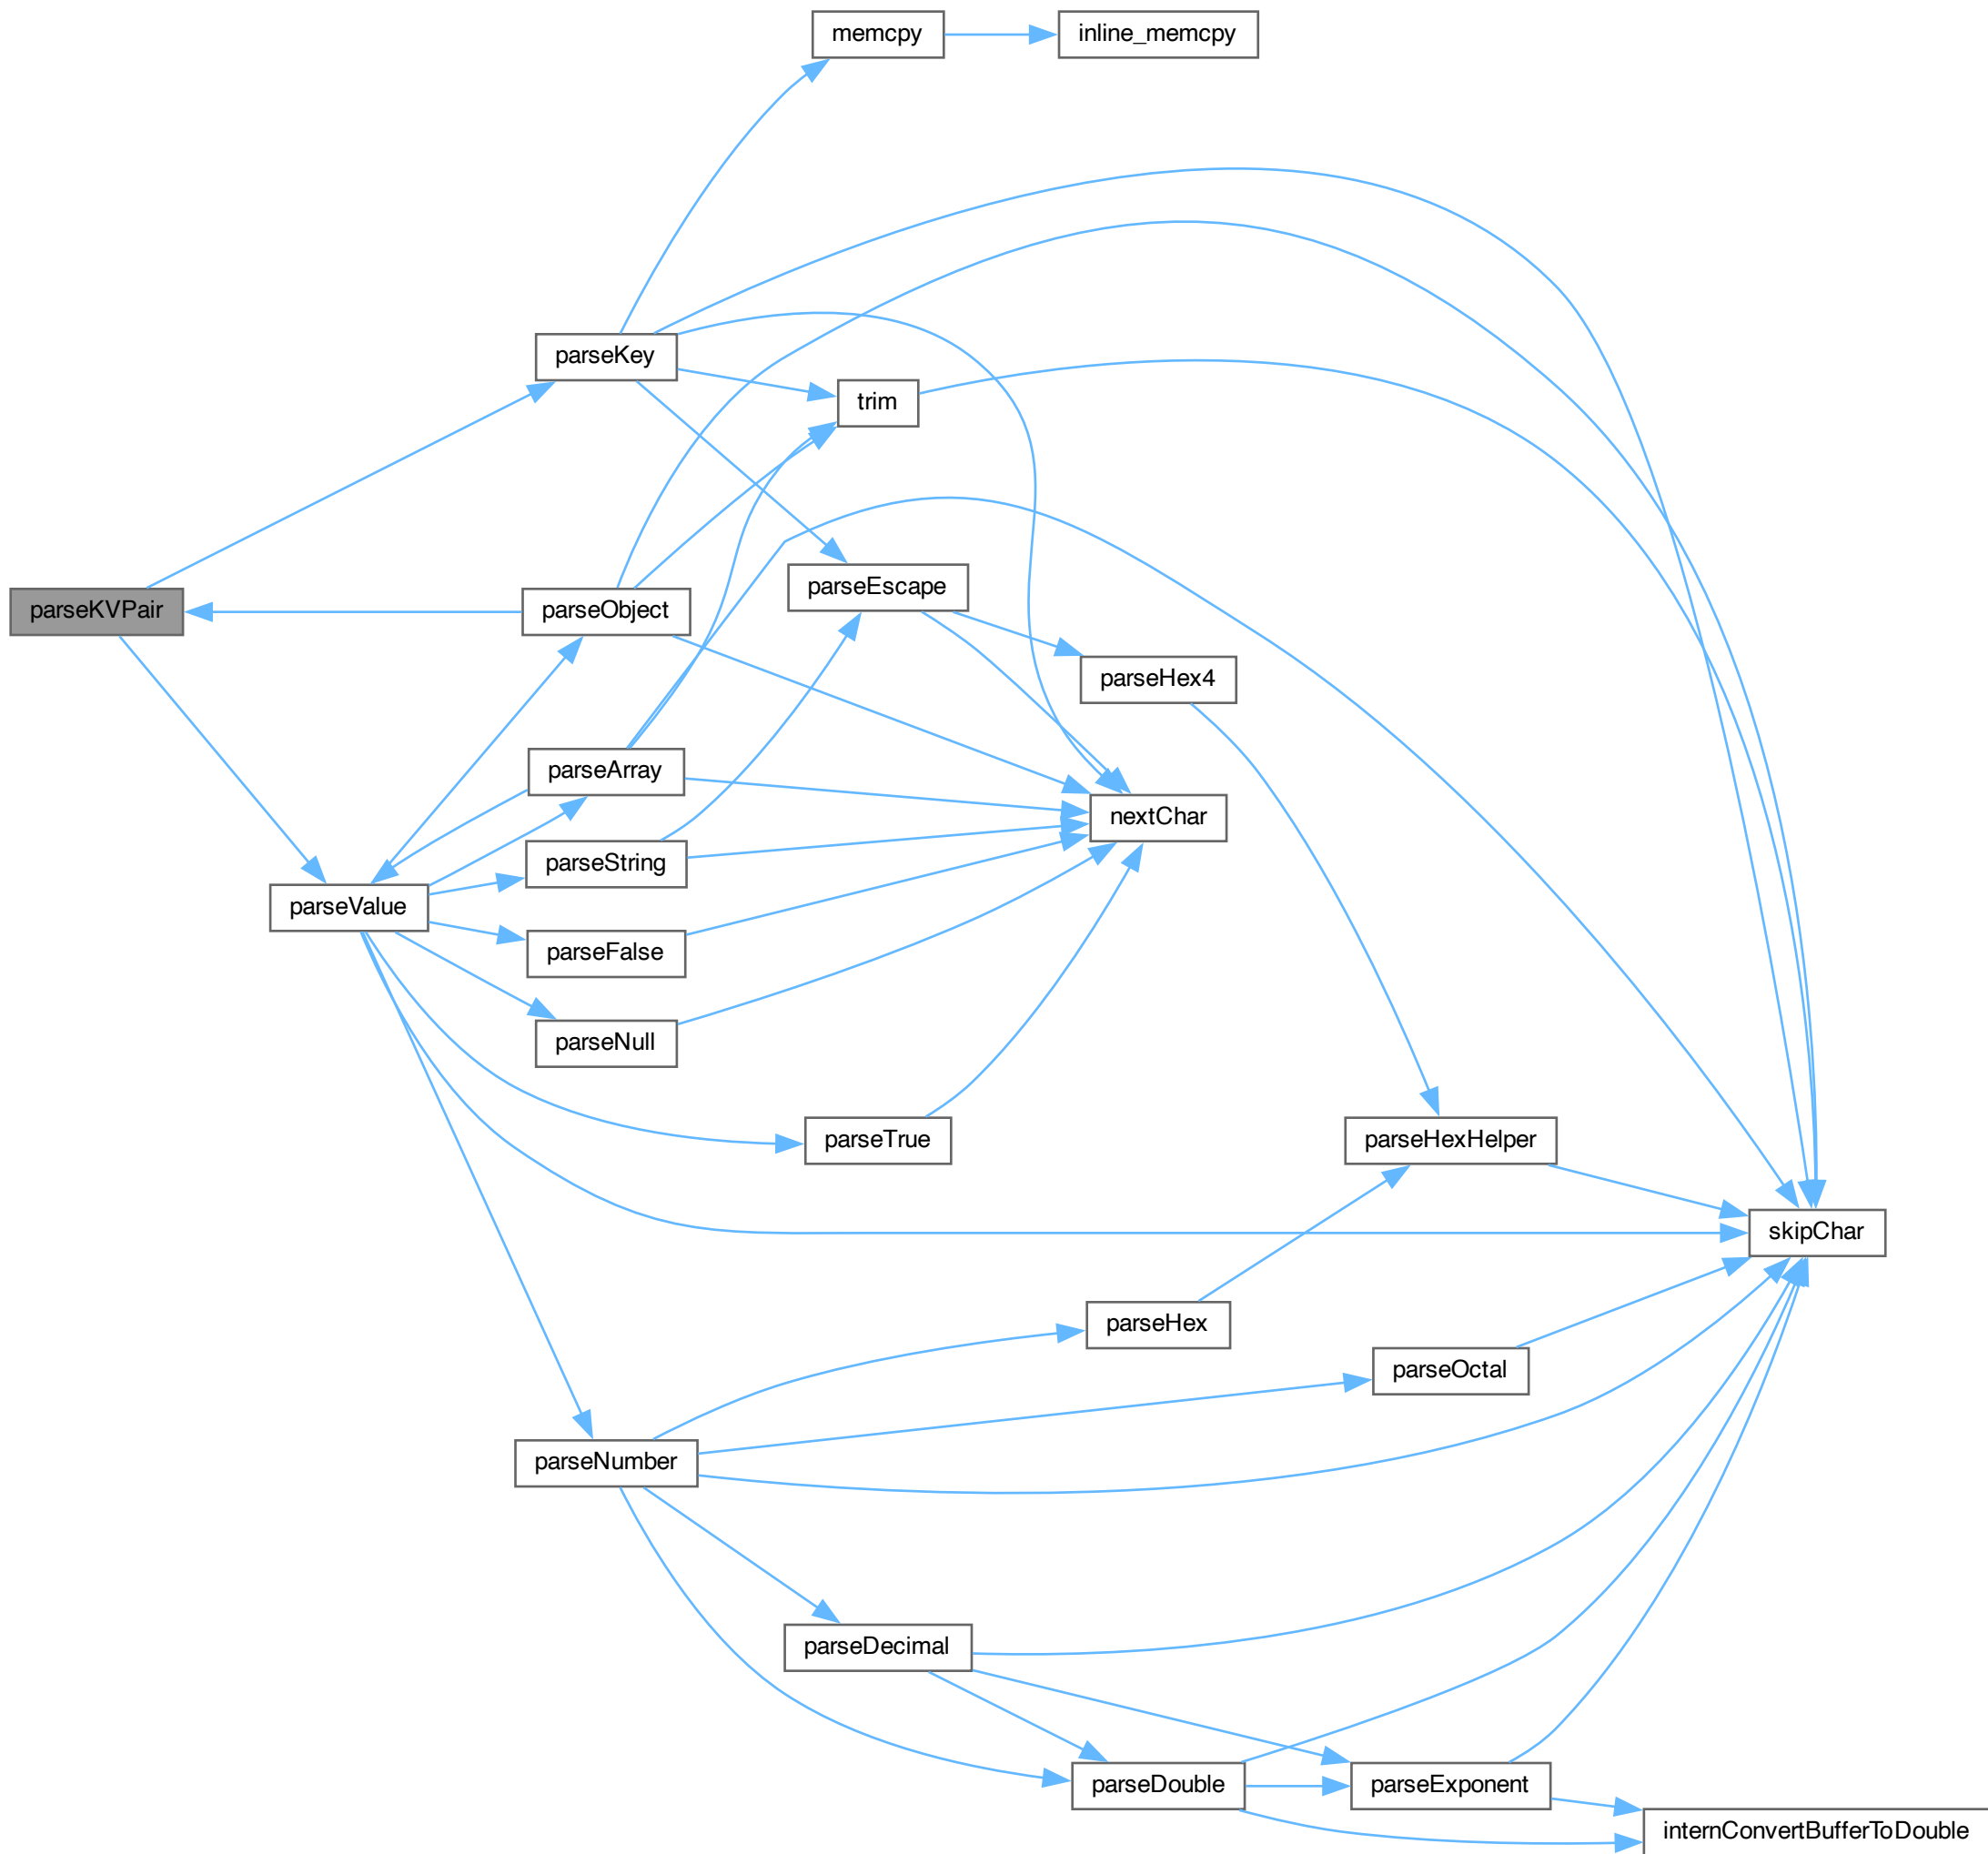 memcpy
inline_memcpy
parseKey
trim
parseEscape
parseKVPair
parseObject
parseHex4
parseArray
nextChar
parseString
parseValue
parseFalse
parseNull
parseTrue
parseHexHelper
skipChar
parseHex
parseOctal
parseNumber
parseDecimal
parseDouble
parseExponent
internConvertBufferToDouble